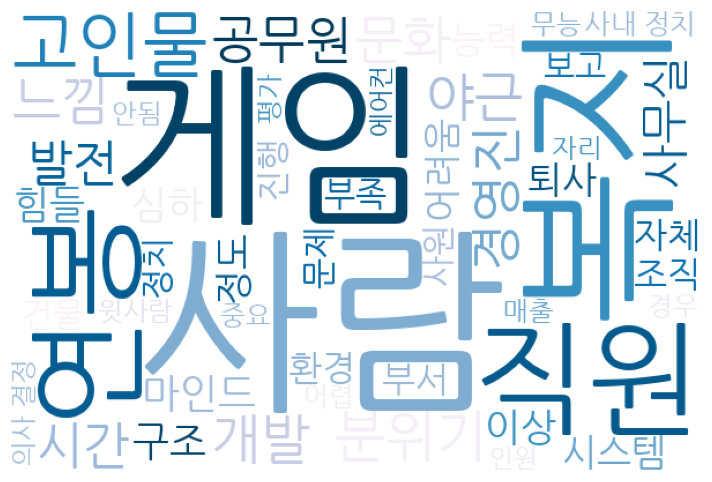 고인물
공무원
문화
능력
무능
사내 정치
보고
느낌
안됨
평가
게임
에어컨
야근
복지
사무실
발전
진행
부족
어려움
경영진
자리
퇴사
힘들
심하
연봉
정치
정도
문제
사원
자체
조직
건물
윗사람
중요
사람
매출
경우
직원
의사 결정
마인드
환경
어렵
부서
시간
구조
개발
분위기
이상
인원
시스템